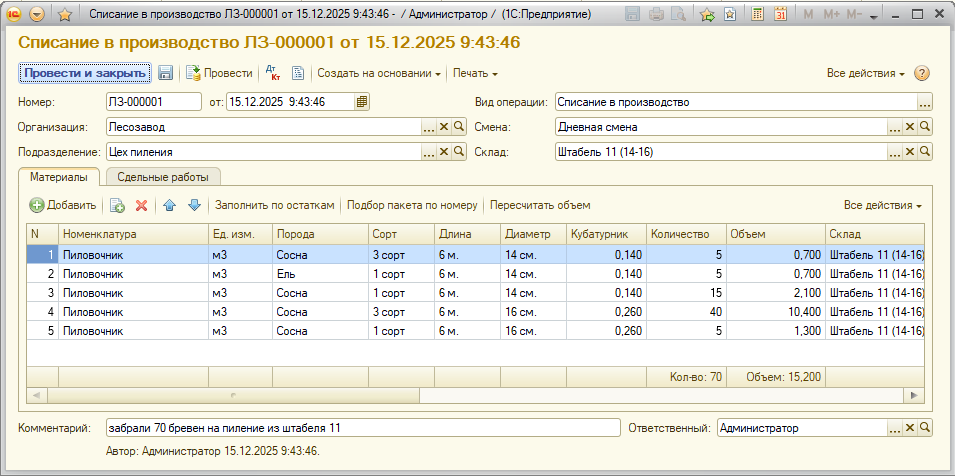 Списание в производство ЛЗ-000001 от 15.12.2025 9:43:46 - / Администратор / (1С:Предприятие)
M M+ M-
Списание в производство ЛЗ-000001 от 15.12.2025 9:43:46
Провести и закрыть Провести Дт Кт Создать на основании Печать Все действия ?
Номер: ЛЗ-000001 от: 15.12.2025 9:43:46 Вид операции: Списание в производство ...
Организация: Лесозавод ... Смена: Дневная смена ...
Подразделение: Цех пиления ... Склад: Штабель 11 (14-16) ...
Материалы Сдельные работы
Добавить Заполнить по остаткам Подбор пакета по номеру Пересчитать объем Все действия
N Номенклатура Ед. изм. Порода Сорт Длина Диаметр Кубатурник Количество Объем Склад
1 Пиловочник м3 Сосна 3 сорт 6 м. 14 см. 0,140 5 0,700 Штабель 11 (14-16)
2 Пиловочник м3 Ель 1 сорт 6 м. 14 см. 0,140 5 0,700 Штабель 11 (14-16)
3 Пиловочник м3 Сосна 1 сорт 6 м. 14 см. 0,140 15 2,100 Штабель 11 (14-16)
4 Пиловочник м3 Сосна 3 сорт 6 м. 16 см. 0,260 40 10,400 Штабель 11 (14-16)
5 Пиловочник м3 Сосна 1 сорт 6 м. 16 см. 0,260 5 1,300 Штабель 11 (14-16)
Кол-во: 70 Объем: 15,200
Комментарий: забрали 70 бревен на пиление из штабеля 11 Ответственный: Администратор ...
Автор: Администратор 15.12.2025 9:43:46.